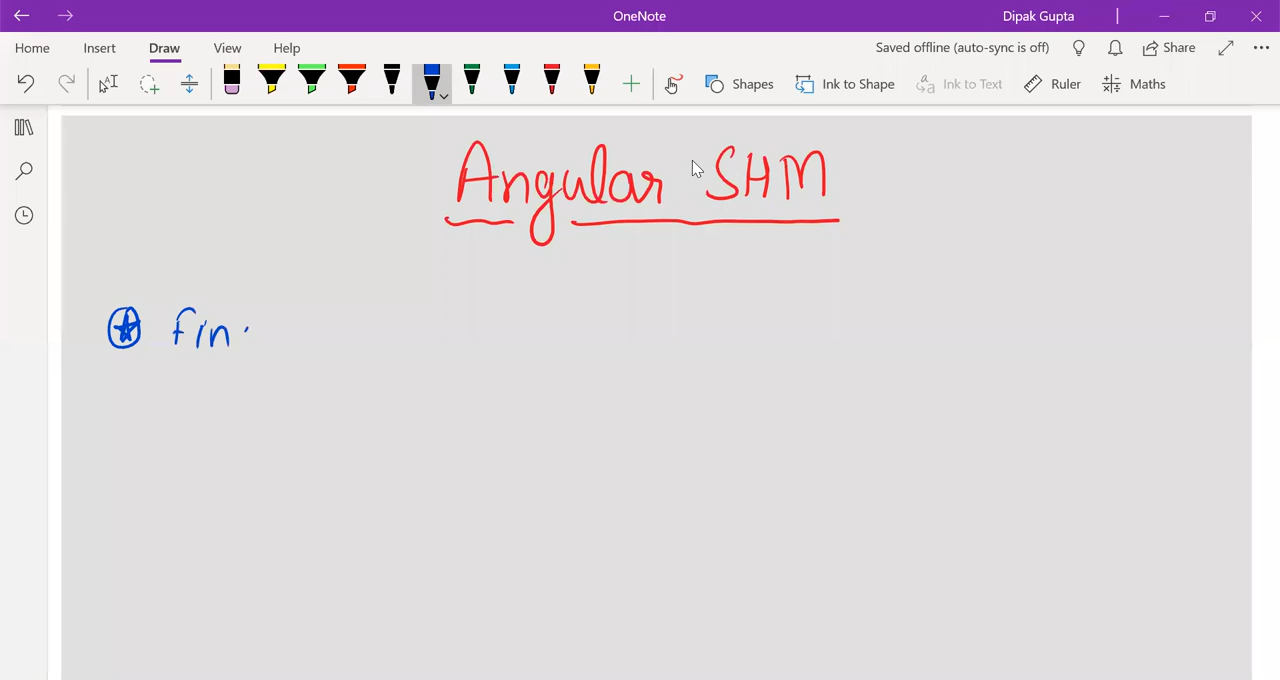 OneNote
Dipak Gupta
Home Insert Draw View Help
Saved offline (auto-sync is off)
Share
Shapes Ink to Shape Ink to Text Ruler Maths
Angular SHM
fin